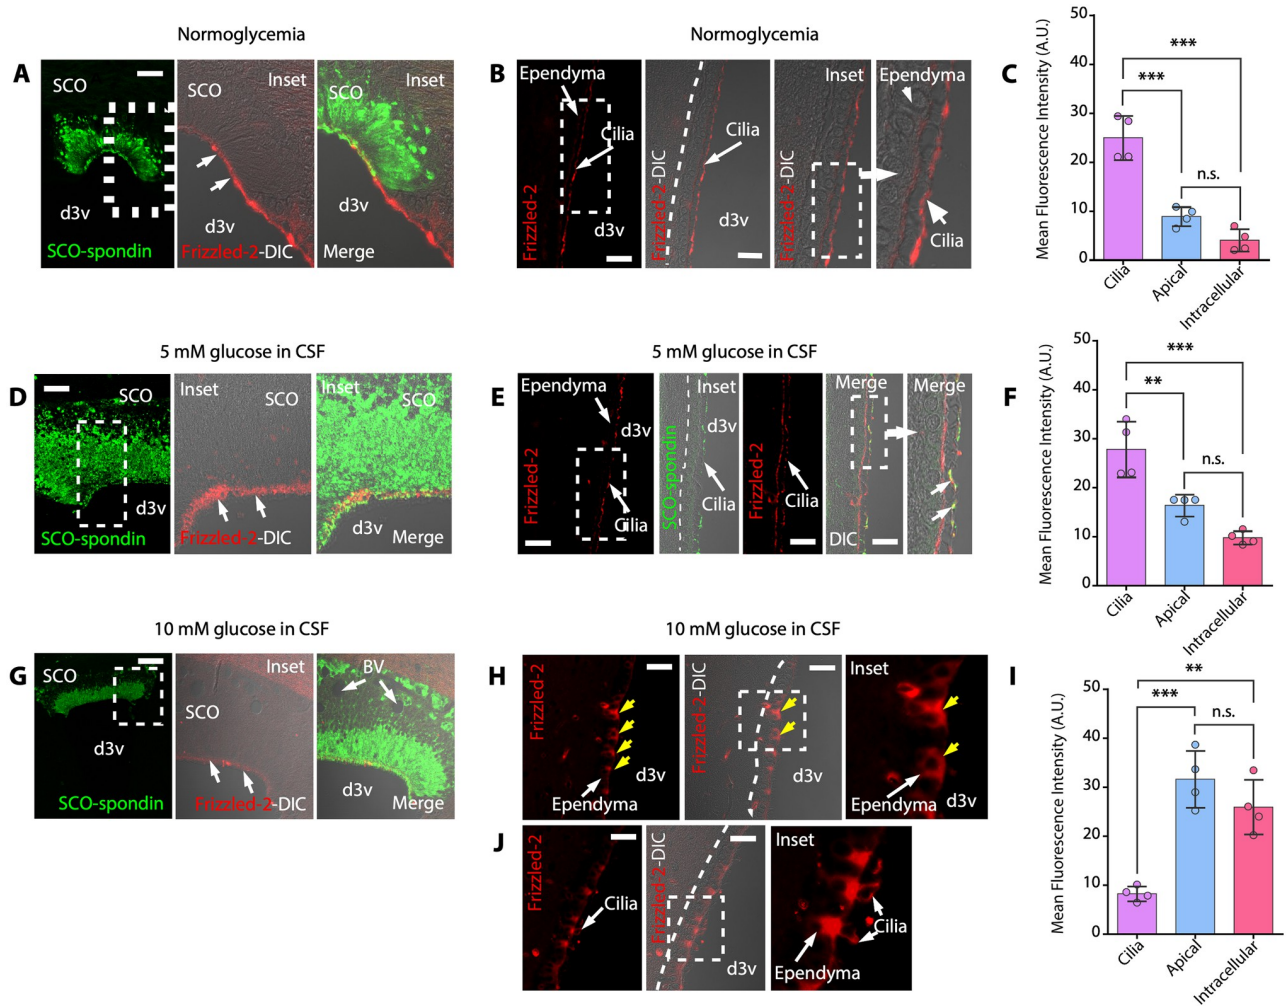 Normoglycemia
A
SCO
d3v
SCO-spondin
SCO
Inset
d3v
Frizzled-2-DIC
Inset
SCO
d3v
Merge
Normoglycemia
B
Ependyma
Cilia
d3v
Frizzled-2
Frizzled-2-DIC
d3v
Inset
Frizzled-2-DIC
Ependyma
Cilia
C
Mean Fluorescence Intensity (A.U.)
50
30
20
10
0
***
***
n.s.
Cilia
Apical
Intracellular
5 mM glucose in CSF
D
SCO
d3v
SCO-spondin
Inset
SCO
Frizzled-2-DIC
Inset
SCO
d3v
Merge
5 mM glucose in CSF
E
Ependyma
d3v
Cilia
Frizzled-2
Inset
d3v
SCO-spondin
Cilia
Frizzled-2
Cilia
Merge
DIC
Merge
F
Mean Fluorescence Intensity (A.U.)
50
40
30
20
10
0
***
**
n.s.
Cilia
Apical
Intracellular
10 mM glucose in CSF
G
SCO
d3v
SCO-spondin
Inset
SCO
d3v
Frizzled-2-DIC
BV
d3v
Merge
10 mM glucose in CSF
H
Frizzled-2
d3v
Ependyma
Frizzled-2-DIC
d3v
Inset
Ependyma
d3v
I
Mean Fluorescence Intensity (A.U.)
50
40
30
20
10
0
**
***
n.s.
Cilia
Apical
Intracellular
J
Frizzled-2
Cilia
Frizzled-2-DIC
d3v
Inset
Cilia
Ependyma